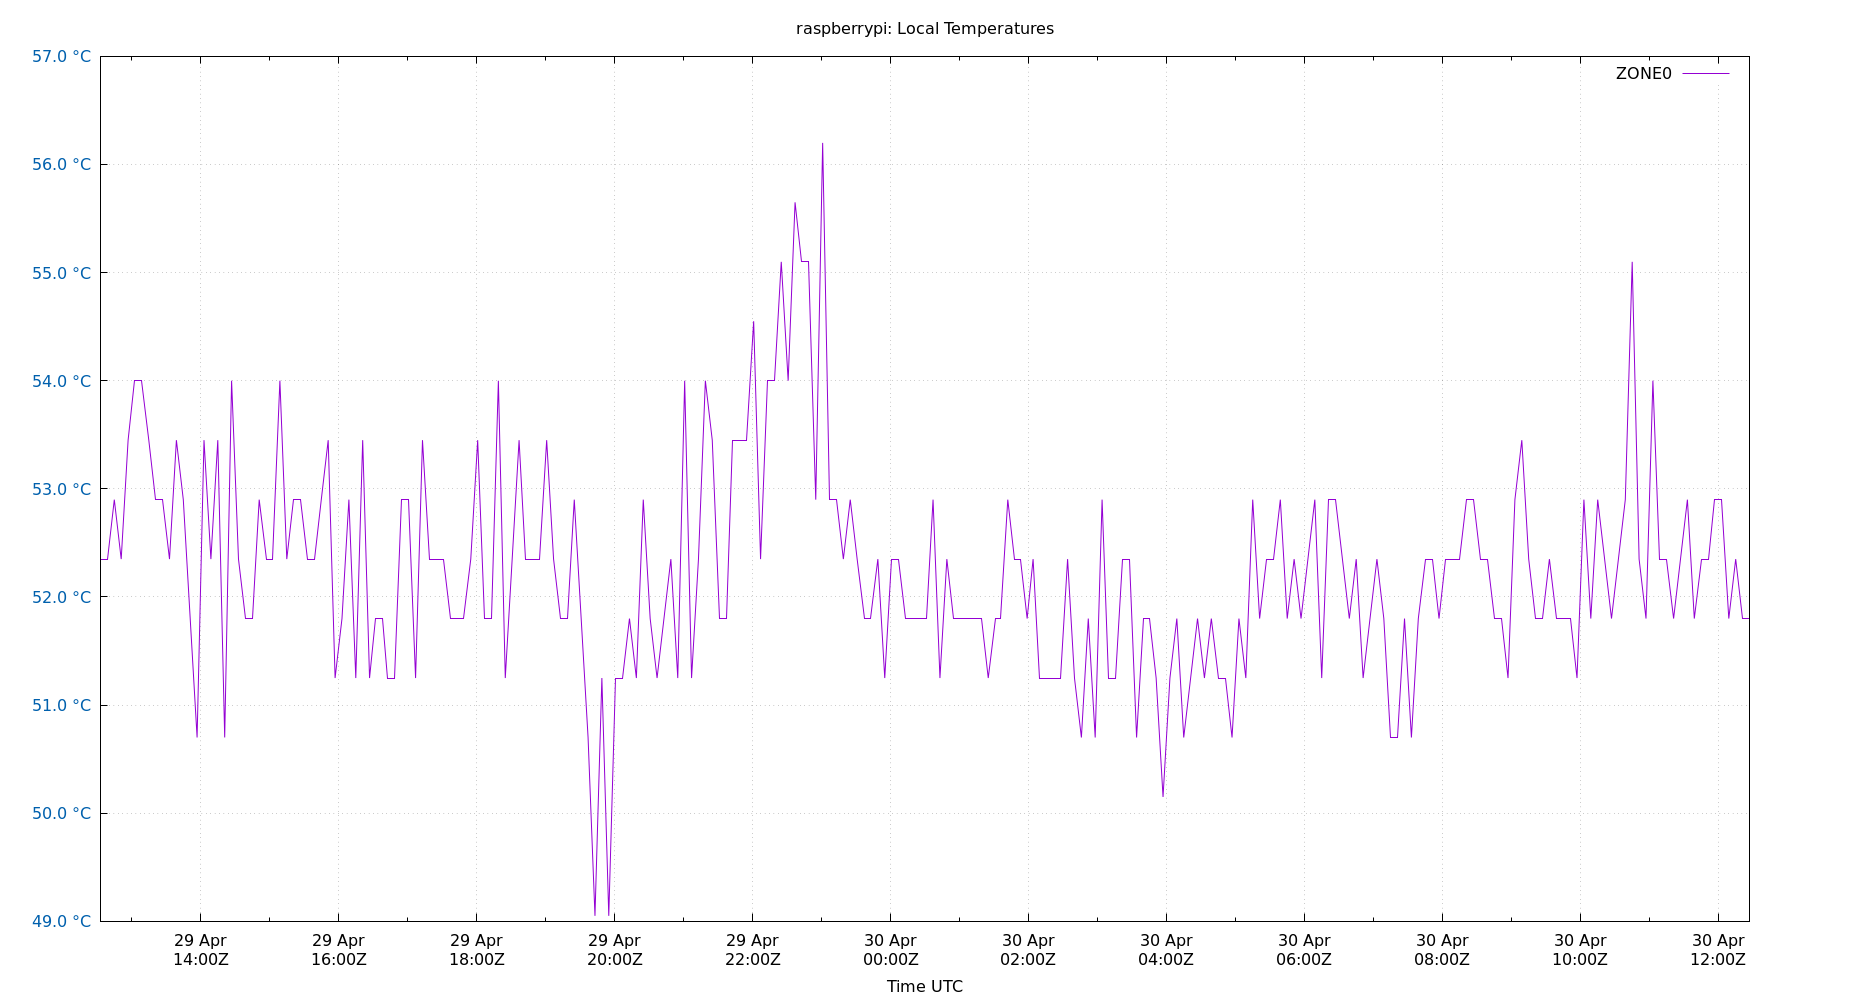 raspberrypi: Local Temperatures
57.0 °C
56.0 °C
55.0 °C
54.0 °C
53.0 °C
52.0 °C
51.0 °C
50.0 °C
49.0 °C
ZONE0
29 Apr
14:00Z
29 Apr
16:00Z
29 Apr
18:00Z
29 Apr
20:00Z
29 Apr
22:00Z
30 Apr
00:00Z
30 Apr
02:00Z
30 Apr
04:00Z
30 Apr
06:00Z
30 Apr
08:00Z
30 Apr
10:00Z
30 Apr
12:00Z
Time UTC